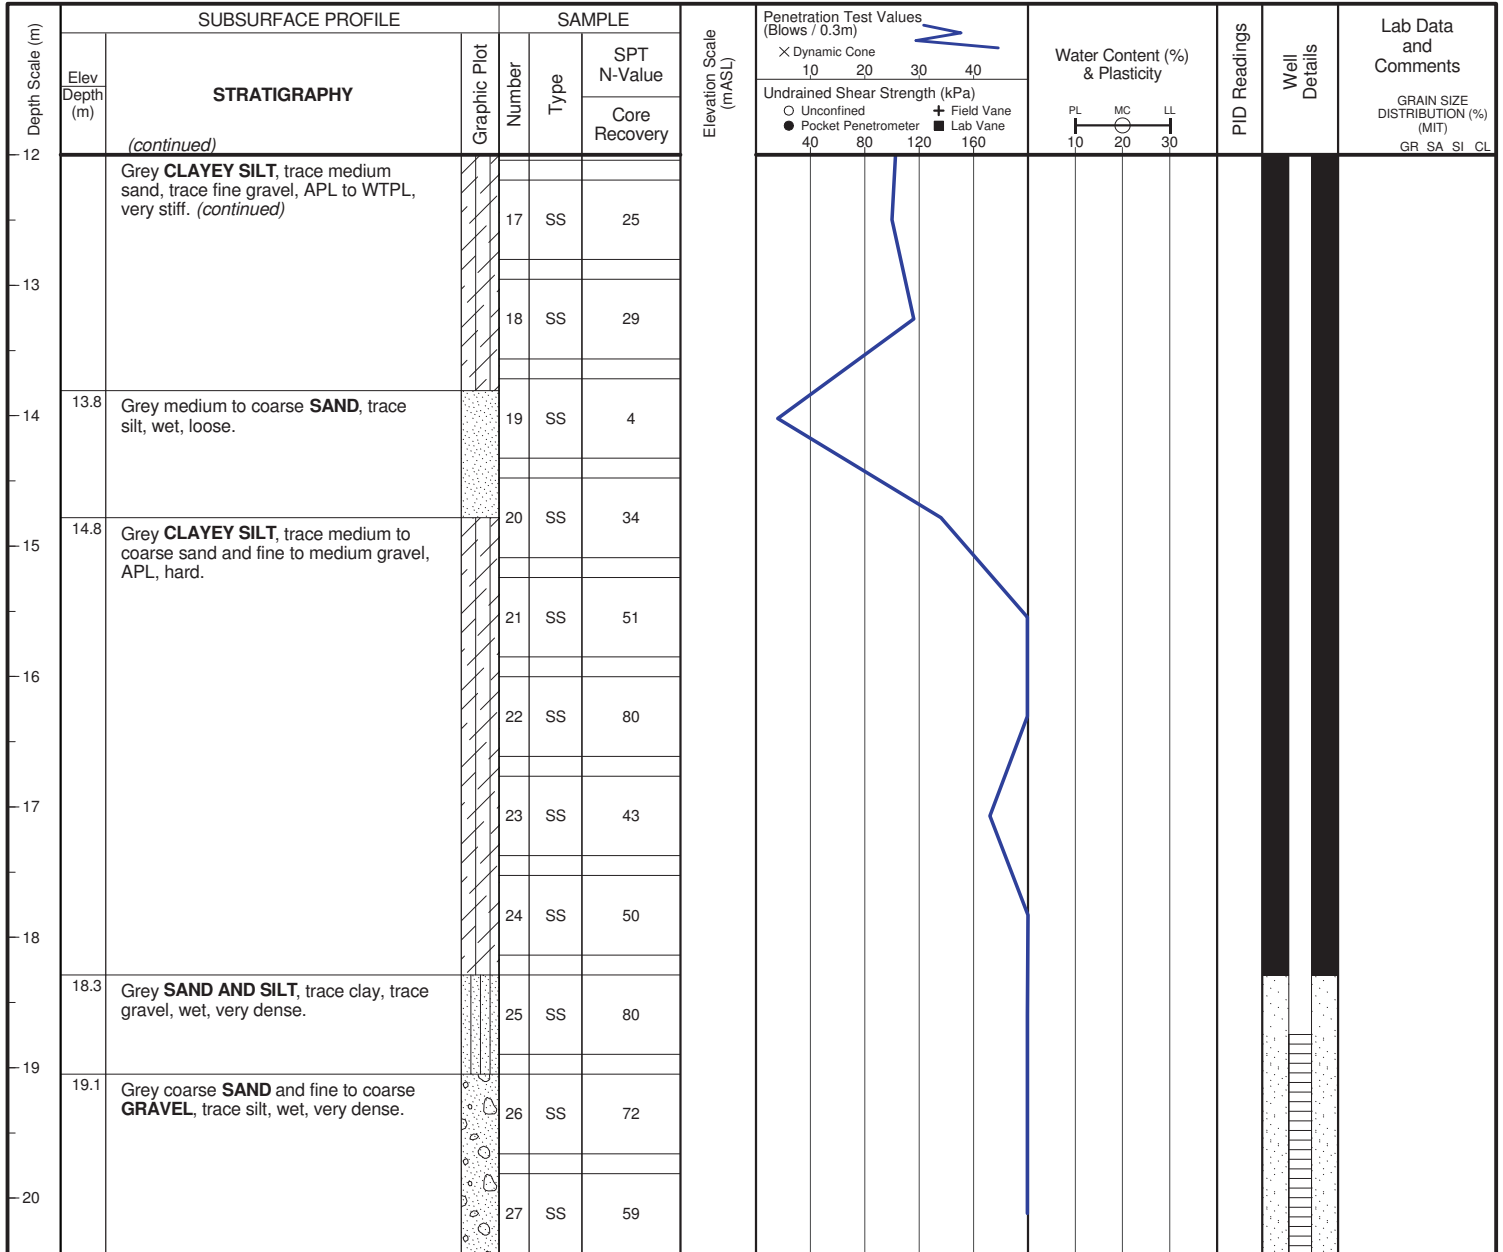 SUBSURFACE PROFILE
SAMPLE
Depth Scale (m)
Elev
Depth
(m)
STRATIGRAPHY
(continued)
Graphic Plot
Number
Type
SPT
N-Value
Core
Recovery
Elevation Scale
(mASL)
Penetration Test Values
(Blows / 0.3m)
× Dynamic Cone
10 20 30 40
Undrained Shear Strength (kPa)
Unconfined + Field Vane
Pocket Penetrometer Lab Vane
40 80 120 160
Water Content (%)
& Plasticity
PL MC LL
10 20 30
PID Readings
Well
Details
Lab Data
and
Comments
GRAIN SIZE
DISTRIBUTION (%)
(MIT)
GR SA SI CL
12
Grey CLAYEY SILT, trace medium
sand, trace fine gravel, APL to WTPL,
very stiff. (continued)
17 SS 25
13
18 SS 29
13.8
Grey medium to coarse SAND, trace
silt, wet, loose.
14
19 SS 4
20 SS 34
14.8
Grey CLAYEY SILT, trace medium to
coarse sand and fine to medium gravel,
APL, hard.
15
21 SS 51
16
22 SS 80
17
23 SS 43
24 SS 50
18
18.3
Grey SAND AND SILT, trace clay, trace
gravel, wet, very dense.
25 SS 80
19
19.1
Grey coarse SAND and fine to coarse
GRAVEL, trace silt, wet, very dense.
26 SS 72
20
27 SS 59